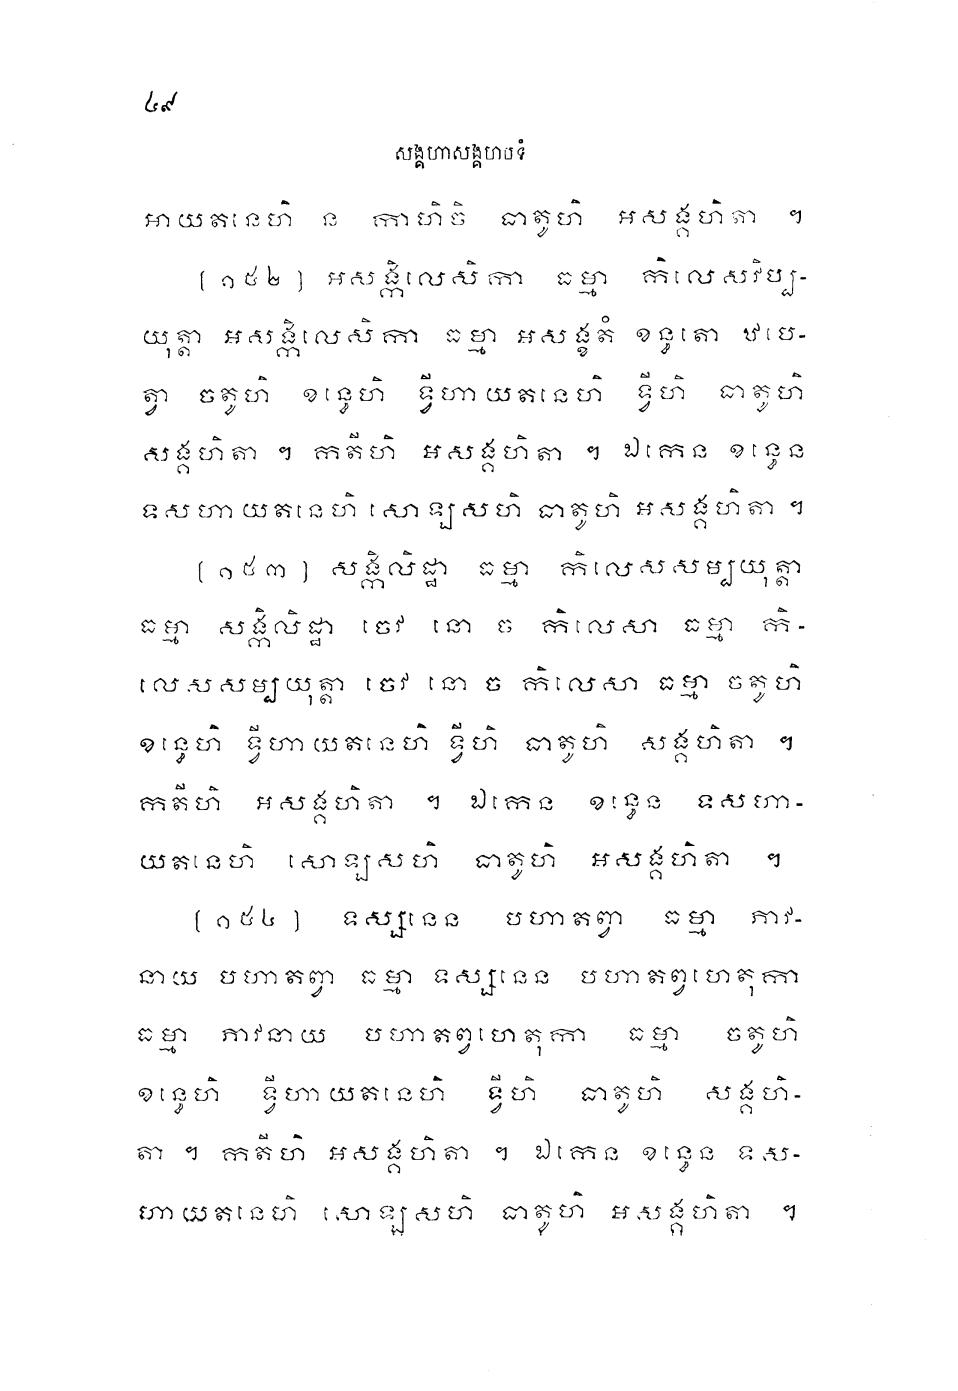 ៤៩
សង្គហាសង្គហបទំ
អាយតនេហិ ន កាហិចិ ធាតូហិ អសង្គហិតា ។
(១៥២) អសង្កិលេសិកា ធម្មា កិលេសវិប្ប-
យុត្តា អសង្កិលេសិកា ធម្មា អសង្ខតំ ខន្ធតោ ឋបេ-
ត្វា ចតូហិ ខន្ធេហិ ទ្វីហាយតនេហិ ទ្វីហិ ធាតូហិ
សង្គហិតា ។ កតីហិ អសង្គហិតា ។ ឯកេន ខន្ធេន
ទសហាយតនេហិ សោឡសហិ ធាតូហិ អសង្គហិតា ។
(១៥៣) សង្កិលិដ្ឋា ធម្មា កិលេសសម្បយុត្តា
ធម្មា សង្កិលិដ្ឋា ចេវ នោ ច កិលេសា ធម្មា កិ-
លេសសម្បយុត្តា ចេវ នោ ច កិលេសា ធម្មា ចតូហិ
ខន្ធេហិ ទ្វីហាយតនេហិ ទ្វីហិ ធាតូហិ សង្គហិតា ។
កតីហិ អសង្គហិតា ។ ឯកេន ខន្ធេន ទសហា-
យតនេហិ សោឡសហិ ធាតូហិ អសង្គហិតា ។
(១៥៤) ទស្សនេន បហាតព្វា ធម្មា ភាវ-
នាយ បហាតព្វា ធម្មា ទស្សនេន បហាតព្វហេតុកា
ធម្មា ភាវនាយ បហាតព្វហេតុកា ធម្មា ចតូហិ
ខន្ធេហិ ទ្វីហាយតនេហិ ទ្វីហិ ធាតូហិ សង្គហិ-
តា ។ កតីហិ អសង្គហិតា ។ ឯកេន ខន្ធេន ទស-
ហាយតនេហិ សោឡសហិ ធាតូហិ អសង្គហិតា ។